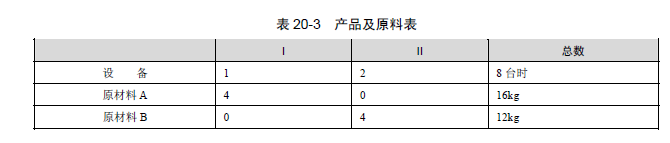 表 20-3 产品及原料表
I II 总数
设 备 1 2 8 台时
原材料 A 4 0 16kg
原材料 B 0 4 12kg